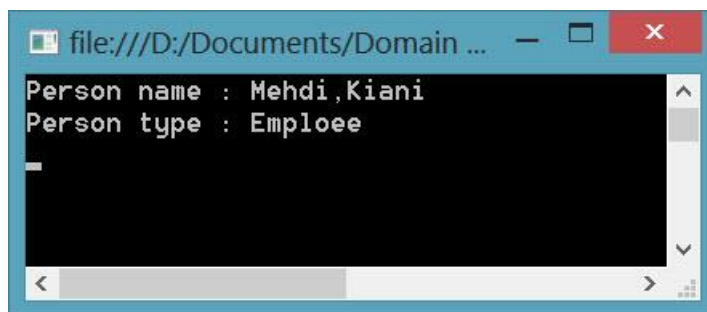 file:///D:/Documents/Domain ...
Person name : Mehdi,Kiani
Person type : Emploee